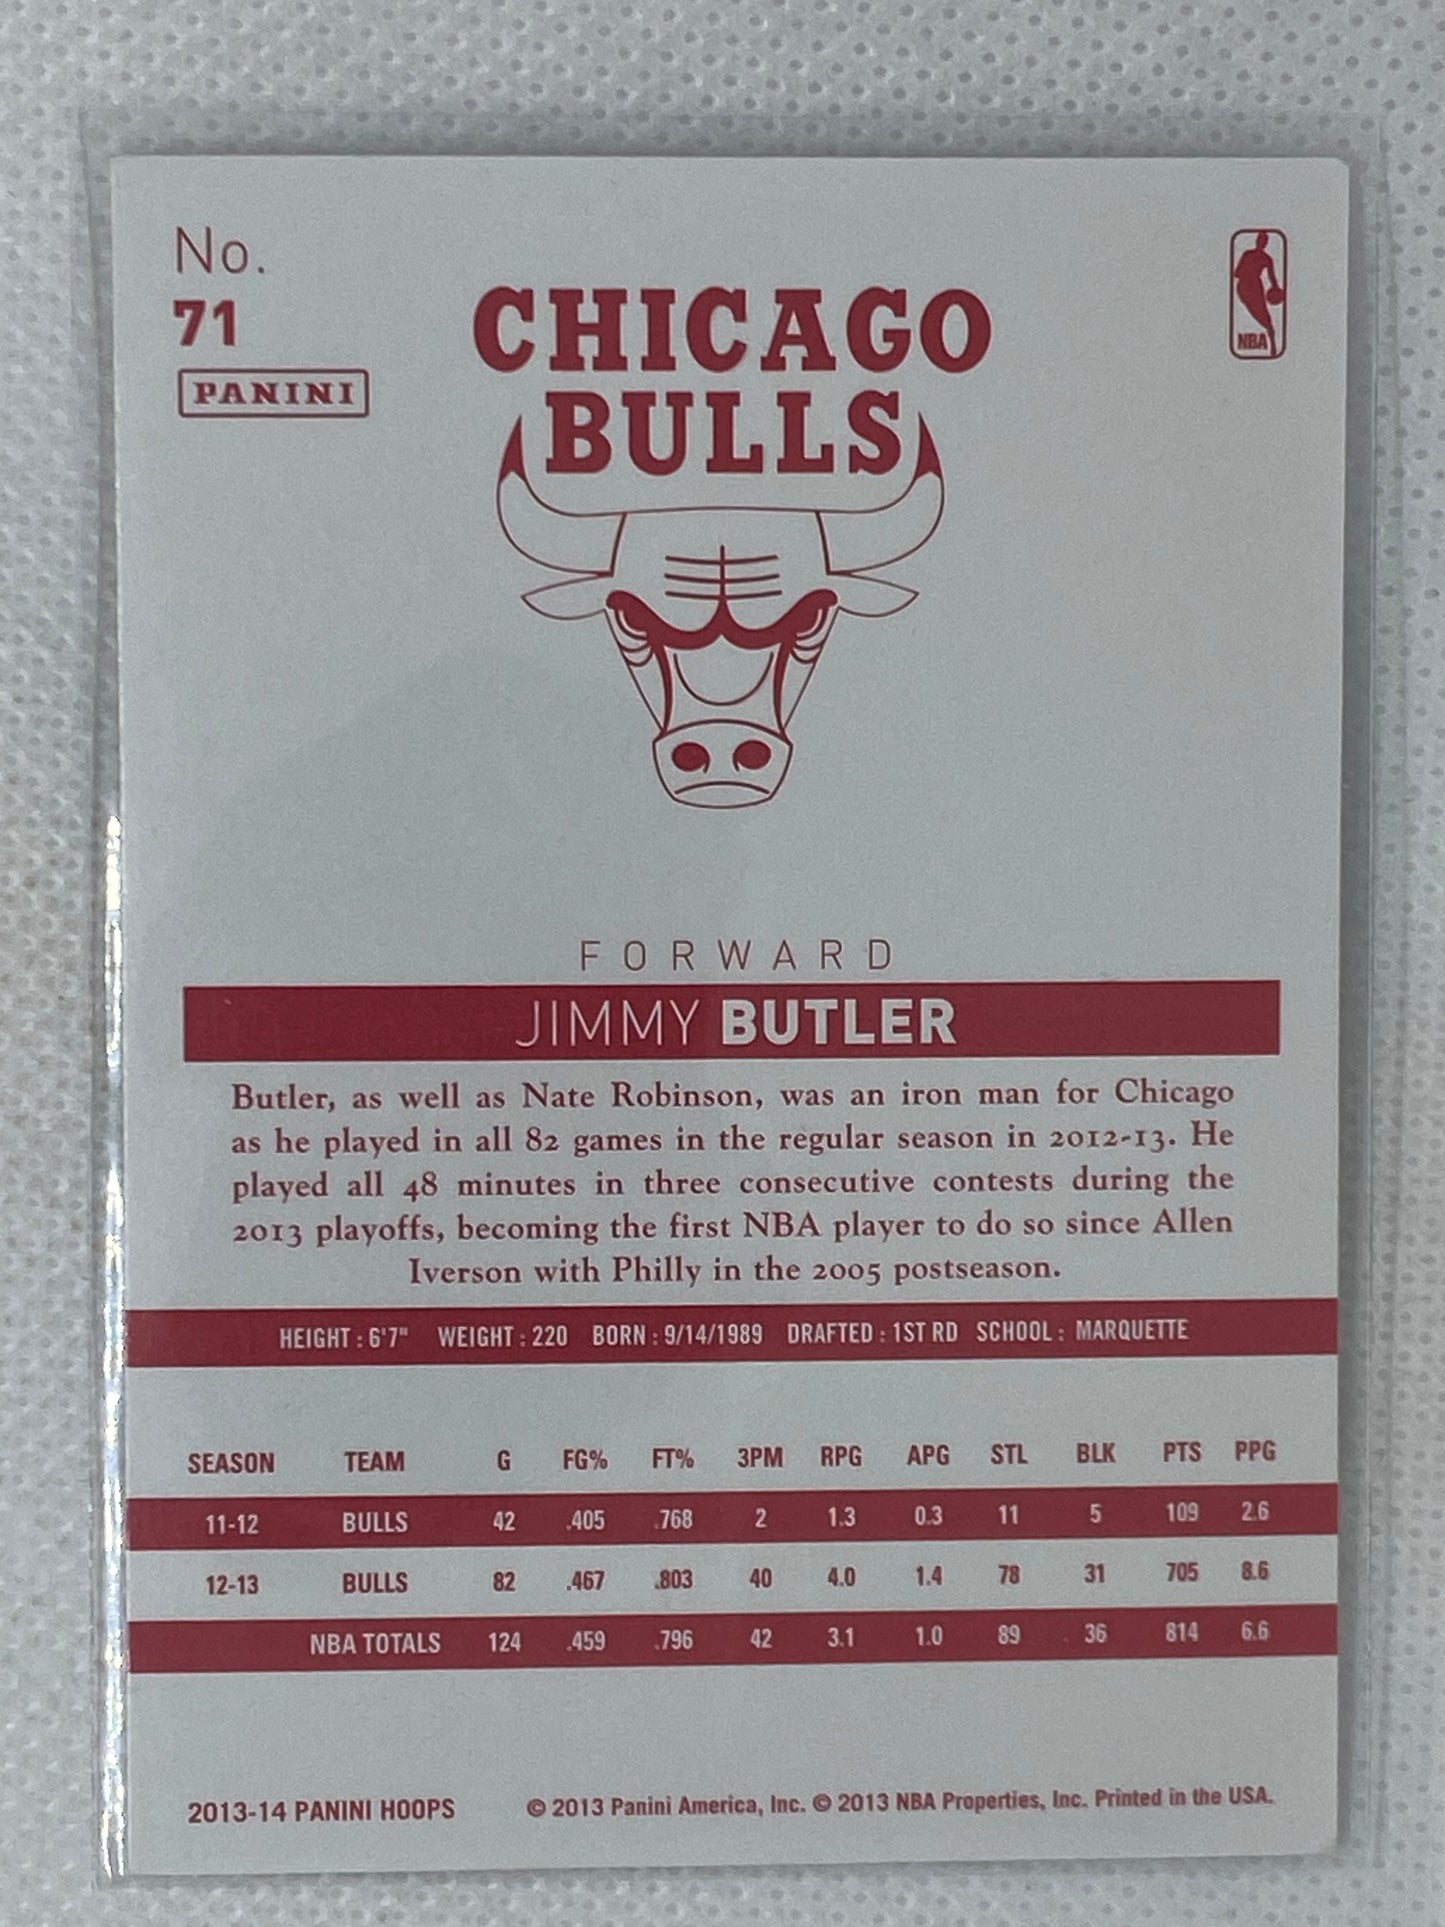 No.
71
PANINI
CHICAGO
BULLS
NBA
FORWARD
JIMMY BUTLER
Butler, as well as Nate Robinson, was an iron man for Chicago
as he played in all 82 games in the regular season in 2012-13. He
played all 48 minutes in three consecutive contests during the
2013 playoffs, becoming the first NBA player to do so since Allen
Iverson with Philly in the 2005 postseason.
HEIGHT : 6'7" WEIGHT : 220 BORN : 9/14/1989 DRAFTED : 1ST RD SCHOOL : MARQUETTE
SEASON TEAM G FG% FT% 3PM RPG APG STL BLK PTS PPG
11-12 BULLS 42 .405 .768 2 1.3 0.3 11 5 109 2.6
12-13 BULLS 82 .467 .803 40 4.0 1.4 78 31 705 8.6
NBA TOTALS 124 .459 .796 42 3.1 1.0 89 36 814 6.6
2013-14 PANINI HOOPS © 2013 Panini America, Inc. © 2013 NBA Properties, Inc. Printed in the USA.